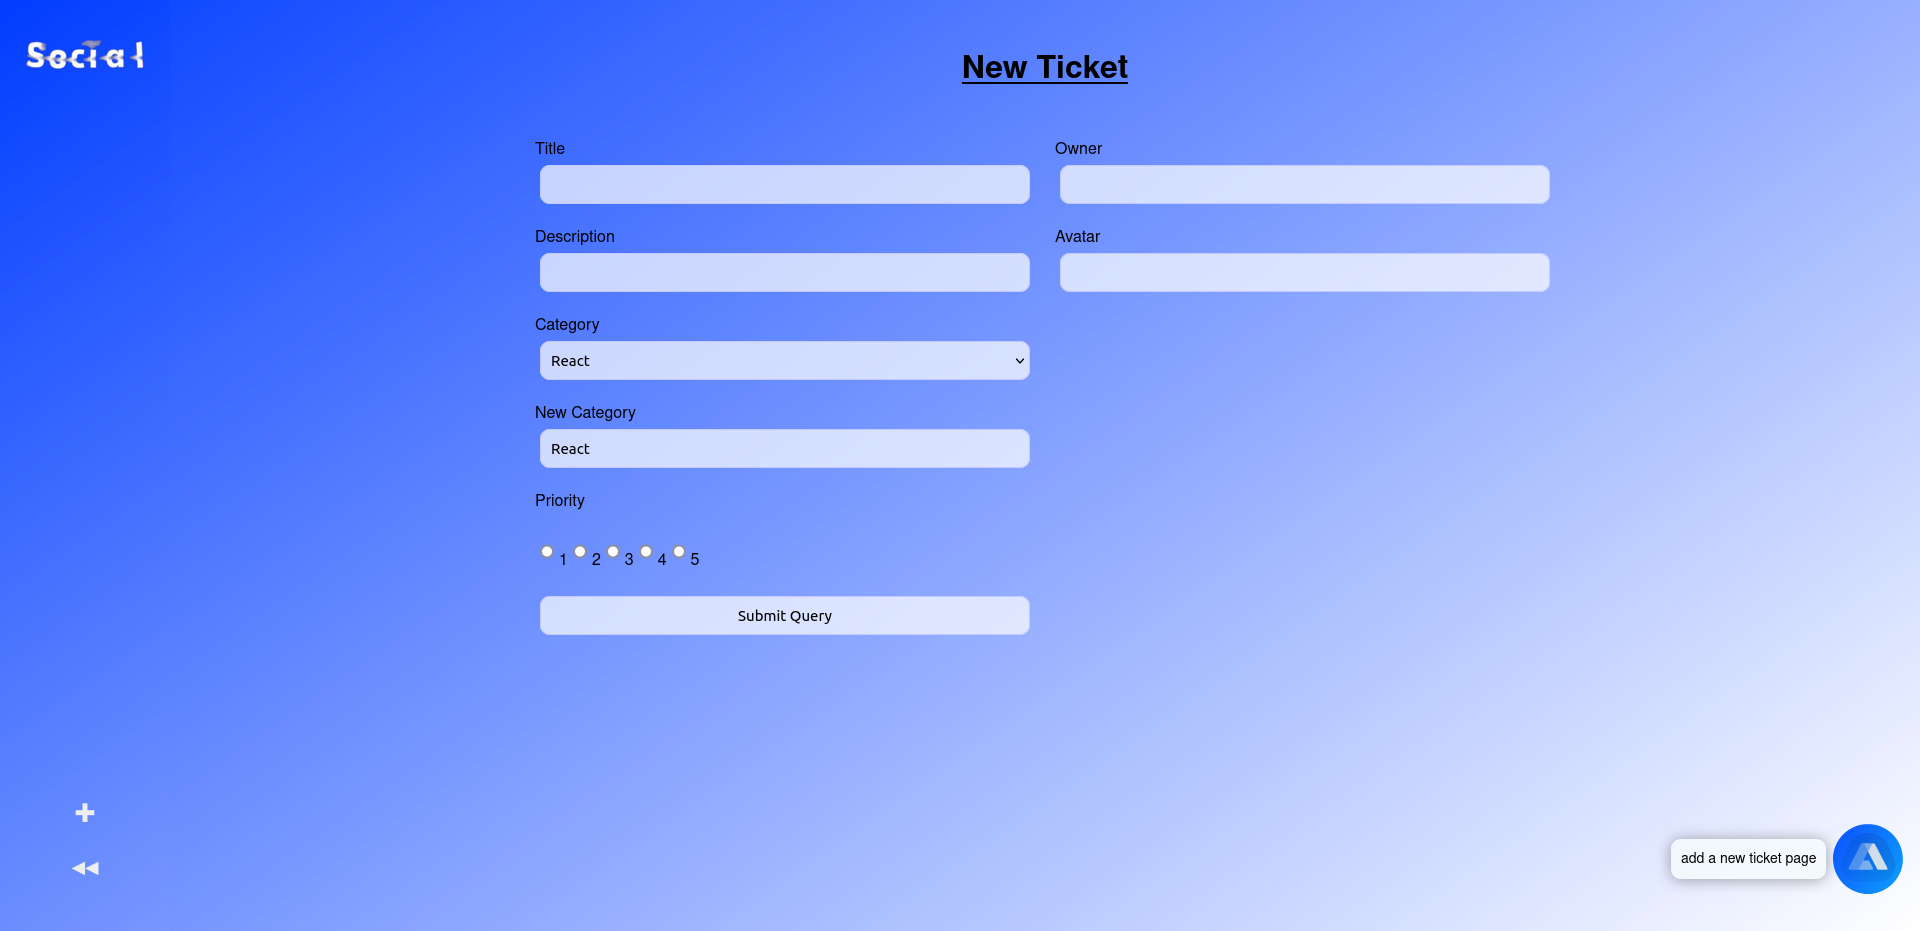 Social
New Ticket
Title
Owner
Description
Avatar
Category
React
New Category
React
Priority
1 2 3 4 5
Submit Query
add a new ticket page